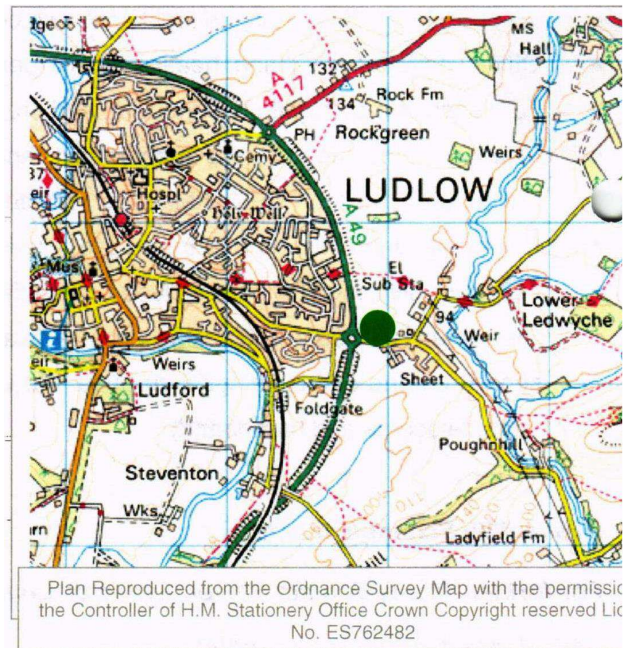 MS
Hall
132
A 4117
134
Rock Fm
PH
Rockgreen
Cemy
Weirs
Hospl
LUDLOW
Holy Well
A 49
Mus
El
Sub Sta
94
Lower
Ledwyche
Weir
Weirs
Sheet
Ludford
Foldgate
Steventon
Poughnhill
Wks
Ladyfield Fm
Plan Reproduced from the Ordnance Survey Map with the permissio
the Controller of H.M. Stationery Office Crown Copyright reserved Lic
No. ES762482